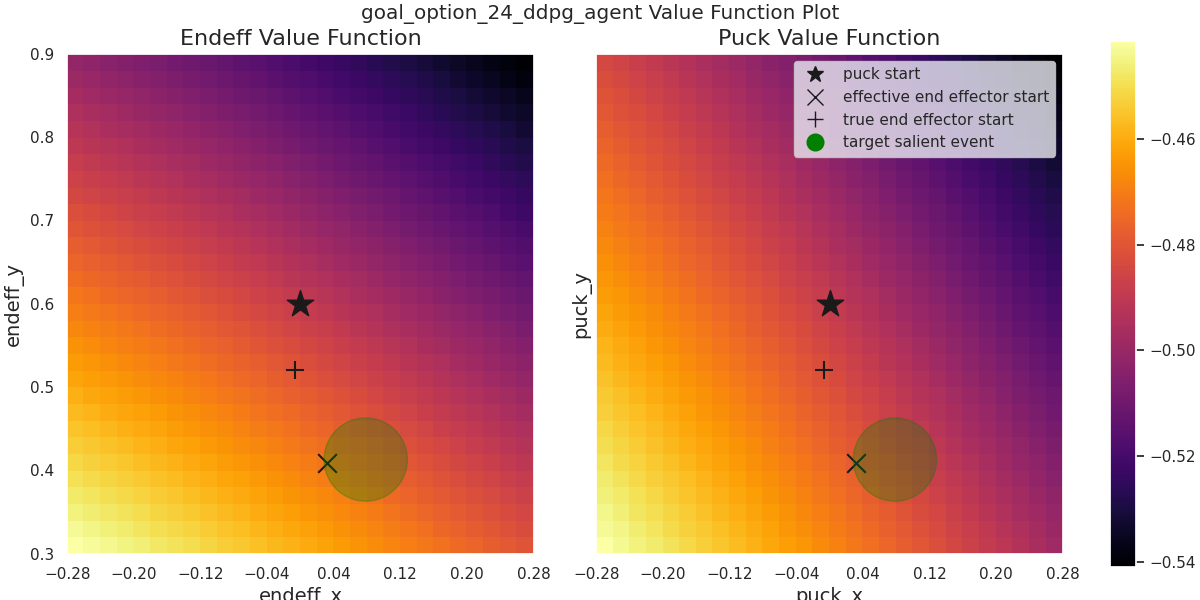 goal_option_24_ddpg_agent Value Function Plot
Endeff Value Function
endeff_y
0.9
0.8
0.7
0.6
0.5
0.4
0.3
−0.28 −0.20 −0.12 −0.04 0.04 0.12 0.20 0.28
endeff_x
Puck Value Function
puck start
effective end effector start
true end effector start
target salient event
puck_y
−0.28 −0.20 −0.12 −0.04 0.04 0.12 0.20 0.28
puck_x
−0.46
−0.48
−0.50
−0.52
−0.54